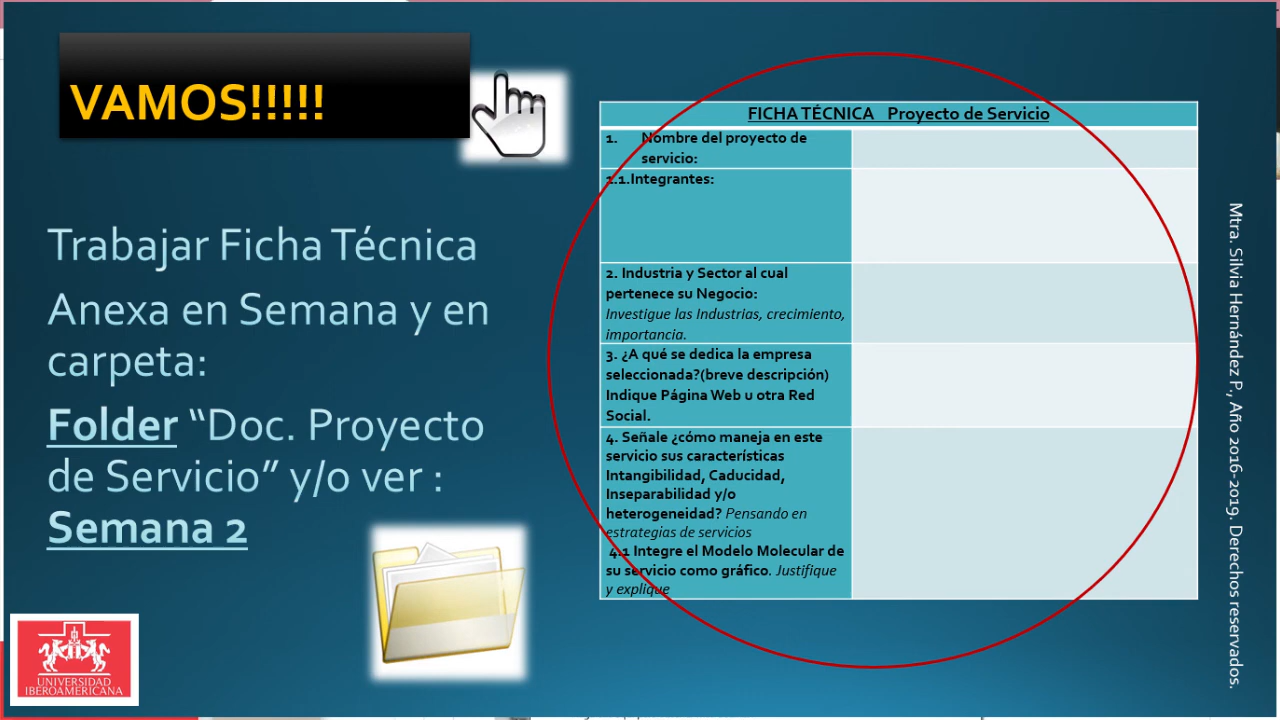 VAMOS!!!!!
Trabajar Ficha Técnica
Anexa en Semana y en
carpeta:
Folder “Doc. Proyecto
de Servicio” y/o ver :
Semana 2
UNIVERSIDAD
IBEROAMERICANA
FICHA TÉCNICA Proyecto de Servicio
1. Nombre del proyecto de
servicio:
1.1.Integrantes:
2. Industria y Sector al cual
pertenece su Negocio:
Investigue las Industrias, crecimiento,
importancia.
3. ¿A qué se dedica la empresa
seleccionada?(breve descripción)
Indique Página Web u otra Red
Social.
4. Señale ¿cómo maneja en este
servicio sus características
Intangibilidad, Caducidad,
Inseparabilidad y/o
heterogeneidad? Pensando en
estrategias de servicios
4.1 Integre el Modelo Molecular de
su servicio como gráfico. Justifique
y explique
Mtra. Silvia Hernández P., Año 2016-2019. Derechos reservados.